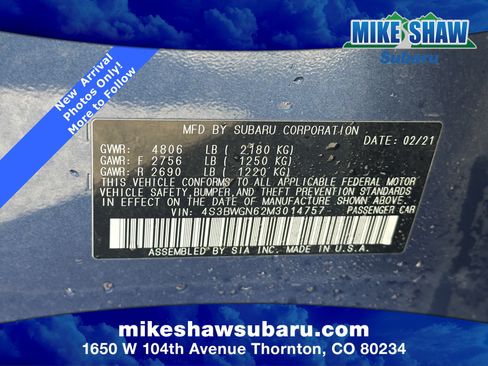 New Arrival
Photos Only!
More to Follow
MIKE SHAW
Subaru
MFD BY SUBARU CORPORATION
DATE: 02/21
GVWR: 4806 LB ( 2180 KG)
GAWR: F 2756 LB ( 1250 KG)
GAWR: R 2690 LB ( 1220 KG)
THIS VEHICLE CONFORMS TO ALL APPLICABLE FEDERAL MOTOR
VEHICLE SAFETY,BUMPER,AND THEFT PREVENTION STANDARDS
IN EFFECT ON THE DATE OF MANUFACTURE SHOWN ABOVE.
VIN: 4S3BWGN62M3014757 PASSENGER CAR
ASSEMBLED BY SIA INC. MADE IN U.S.A.
mikeshawsubaru.com
1650 W 104th Avenue Thornton, CO 80234